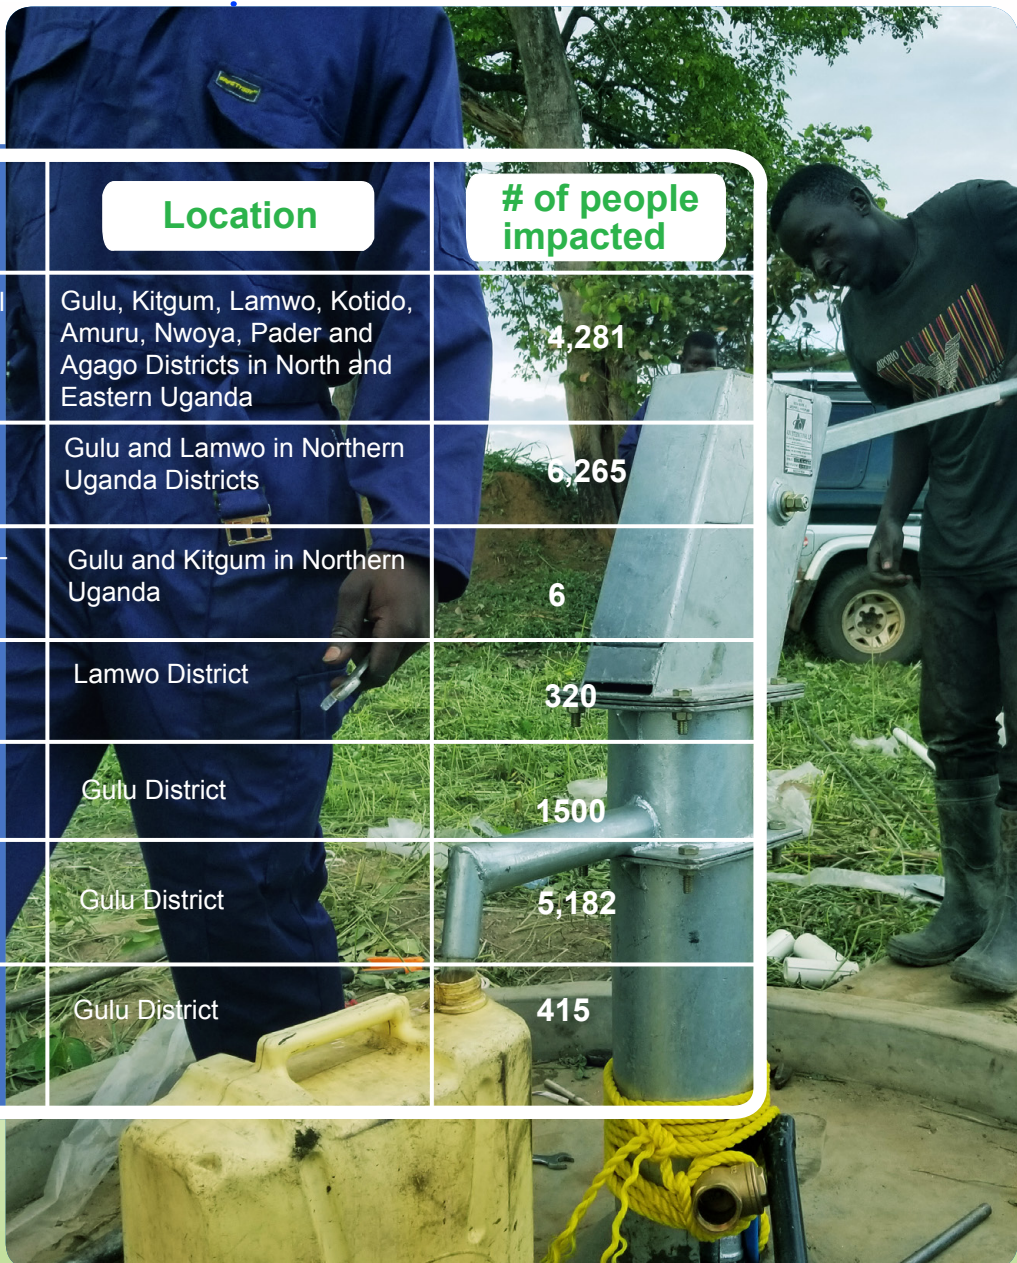 Location
# of people
impacted
Gulu, Kitgum, Lamwo, Kotido,
Amuru, Nwoya, Pader and
Agago Districts in North and
Eastern Uganda
4,281
Gulu and Lamwo in Northern
Uganda Districts
6,265
Gulu and Kitgum in Northern
Uganda
6
Lamwo District
320
Gulu District
1500
Gulu District
5,182
Gulu District
415
EMPORIO